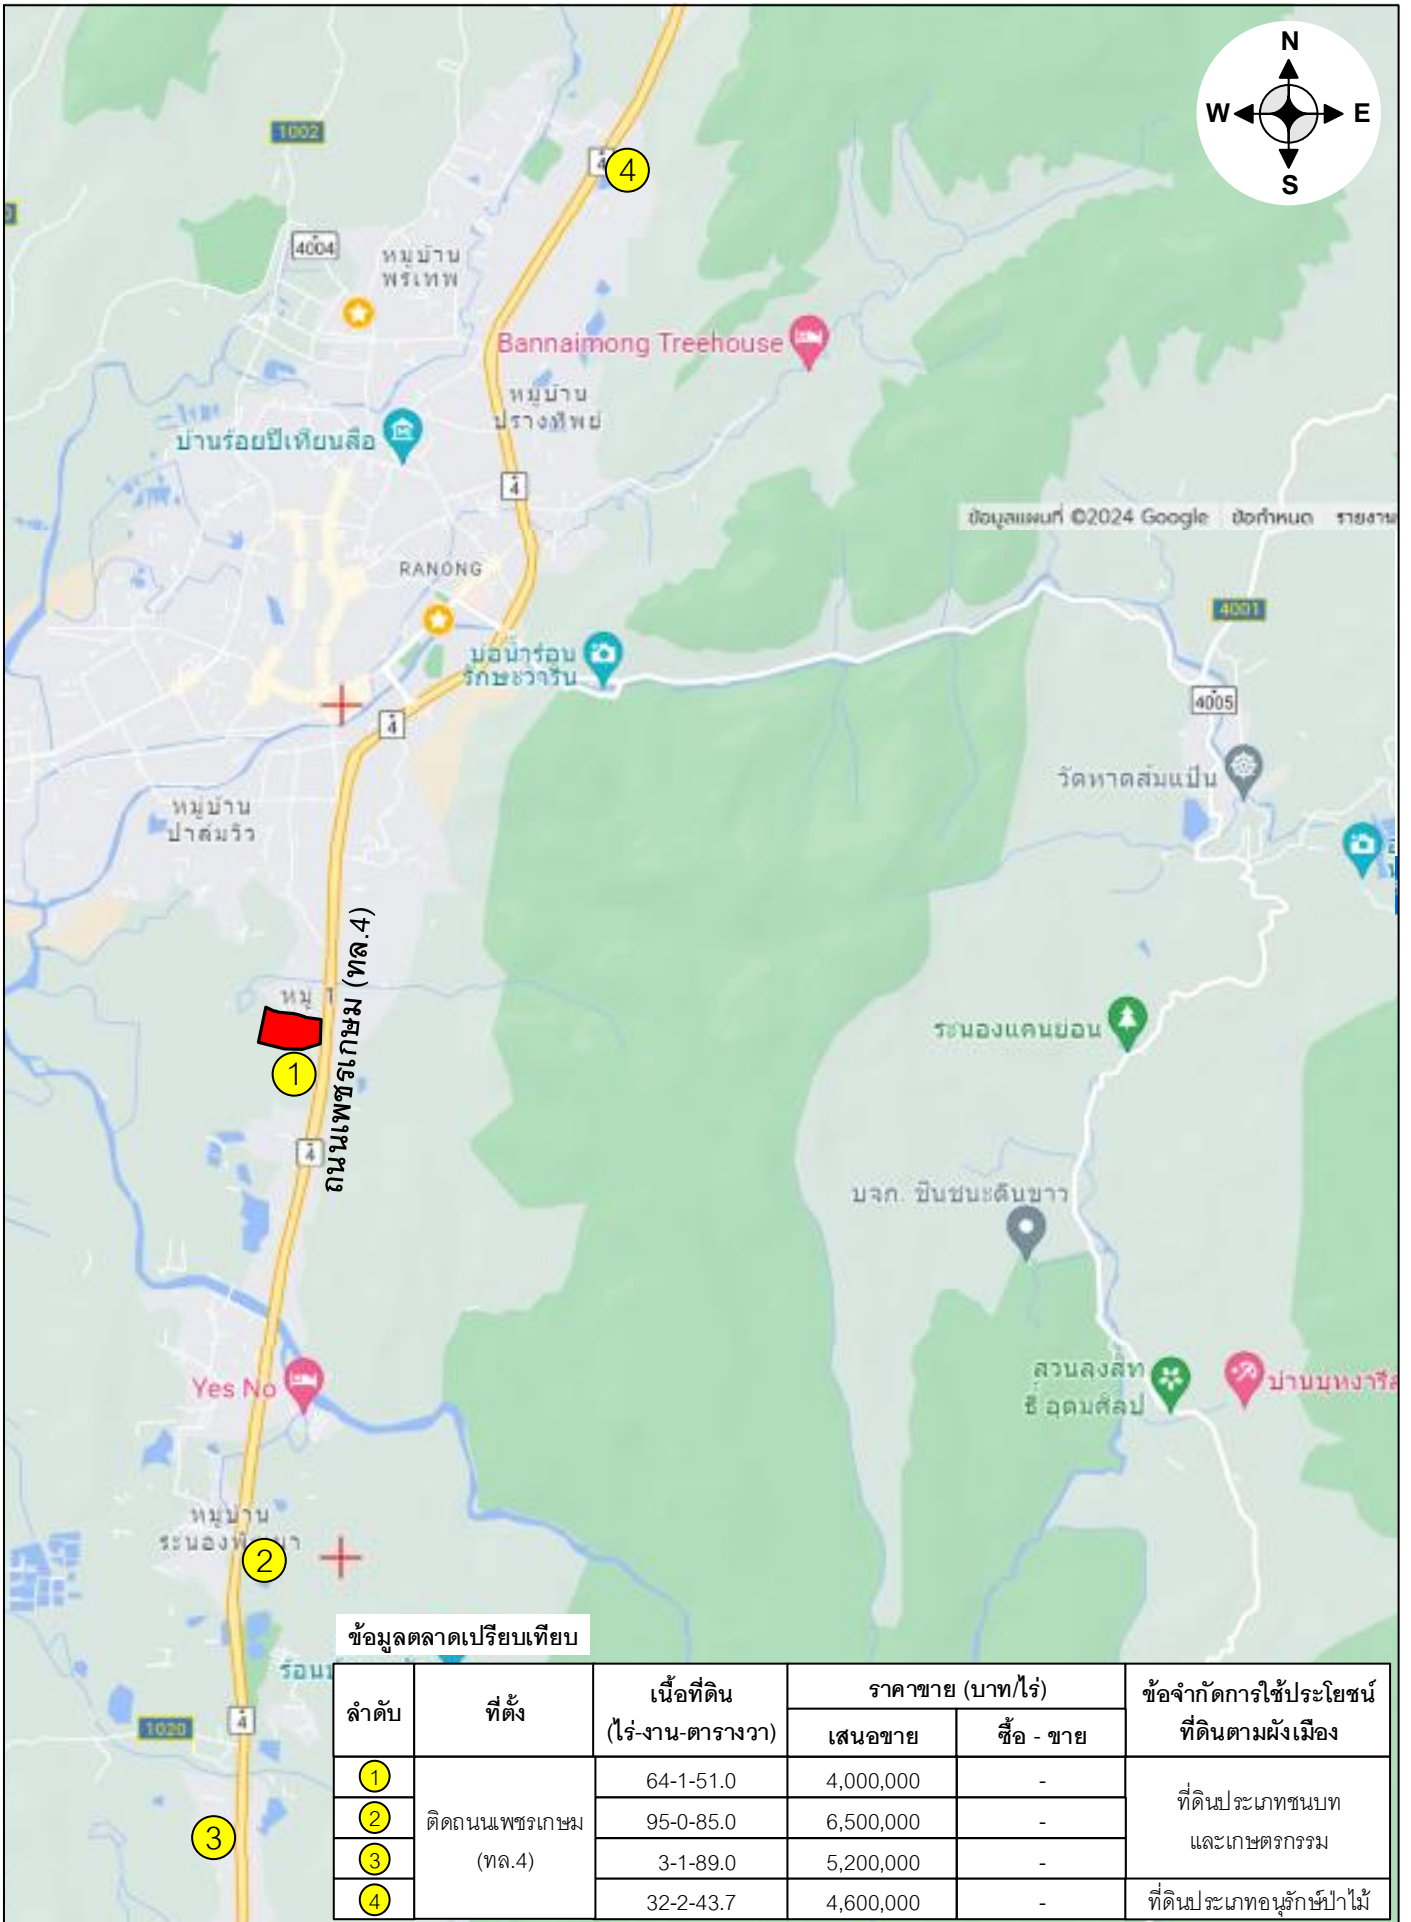 N
W E
S
1002
4
4
4004
หมู่บ้าน
พรเทพ
Bannaimong Treehouse
หมู่บ้าน
ปรางทิพย์
บ้านร้อยปีเทียนสือ
4
ข้อมูลแผนที่ ©2024 Google ข้อกำหนด
RANONG
4001
บ่อน้ำร้อน
รักษะวาริน
4005
4
วัดหาดส้มแป้น
หมู่บ้าน
ปาล์มวิว
ถนนเพชรเกษม (ทล.4)
หมู่ 1
ระนองแคนย่อน
1
4
บจก. ชินชนะดินขาว
Yes No
สวนลุงสิท
ธิ์ อุดมศิลป์
หมู่บ้าน
2
ข้อมูลตลาดเปรียบเทียบ
1020
4
3
ลำดับ ที่ตั้ง เนื้อที่ดิน ราคาขาย (บาท/ไร่) ข้อจำกัดการใช้ประโยชน์
(ไร่-งาน-ตารางวา) เสนอขาย ซื้อ - ขาย ที่ดินตามผังเมือง
1 64-1-51.0 4,000,000 -
ที่ดินประเภทชนบท
2 ติดถนนเพชรเกษม 95-0-85.0 6,500,000 -
และเกษตรกรรม
3 (ทล.4) 3-1-89.0 5,200,000 -
4 32-2-43.7 4,600,000 - ที่ดินประเภทอนุรักษ์ป่าไม้